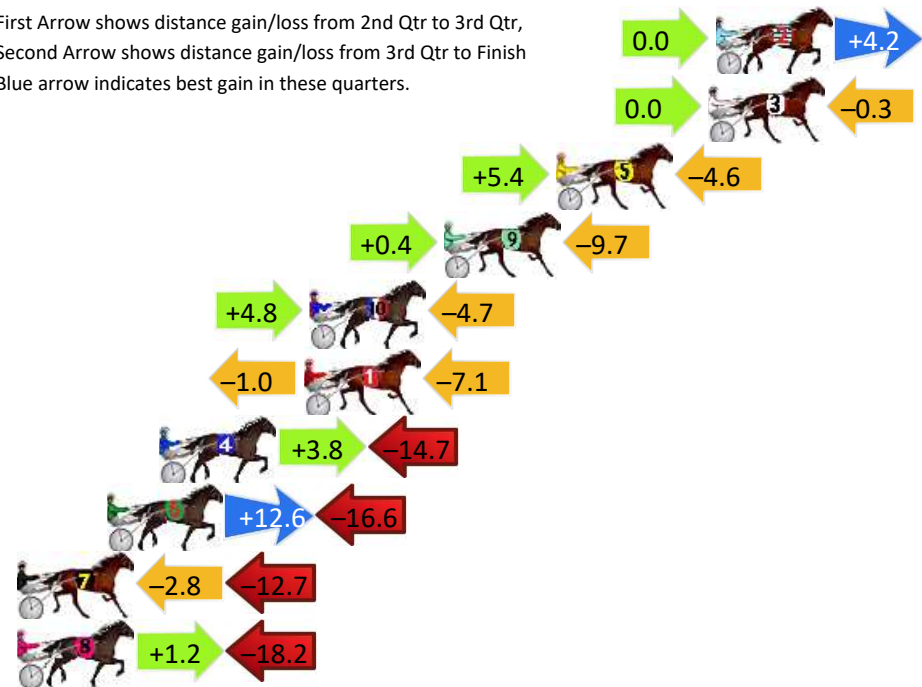 First Arrow shows distance gain/loss from 2nd Qtr to 3rd Qtr,
Second Arrow shows distance gain/loss from 3rd Qtr to Finish
Blue arrow indicates best gain in these quarters.
0.0 2 +4.2
0.0 3 –0.3
+5.4 5 –4.6
+0.4 9 –9.7
+4.8 10 –4.7
–1.0 1 –7.1
4 +3.8 –14.7
6 +12.6 –16.6
7 –2.8 –12.7
8 +1.2 –18.2